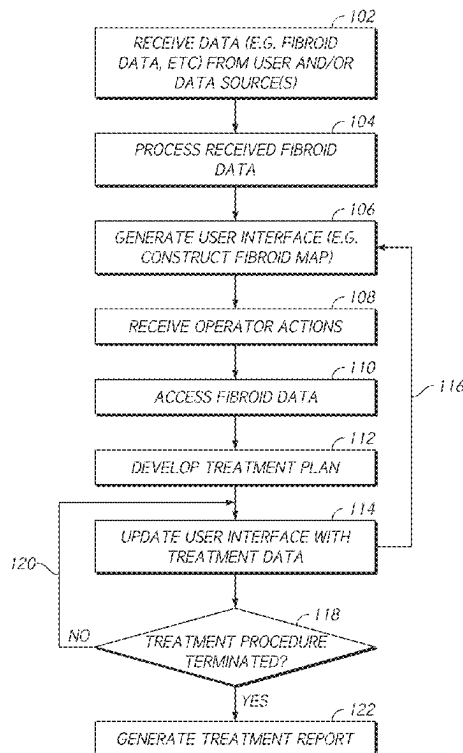 102
RECEIVE DATA (E.G. FIBROID
DATA, ETC) FROM USER AND/OR
DATA SOURCE(S)
104
PROCESS RECEIVED FIBROID
DATA
106
GENERATE USER INTERFACE (E.G.
CONSTRUCT FIBROID MAP)
108
RECEIVE OPERATOR ACTIONS
110
ACCESS FIBROID DATA
116
112
DEVELOP TREATMENT PLAN
114
UPDATE USER INTERFACE WITH
TREATMENT DATA
120
118
NO
TREATMENT PROCEDURE
TERMINATED?
YES
122
GENERATE TREATMENT REPORT